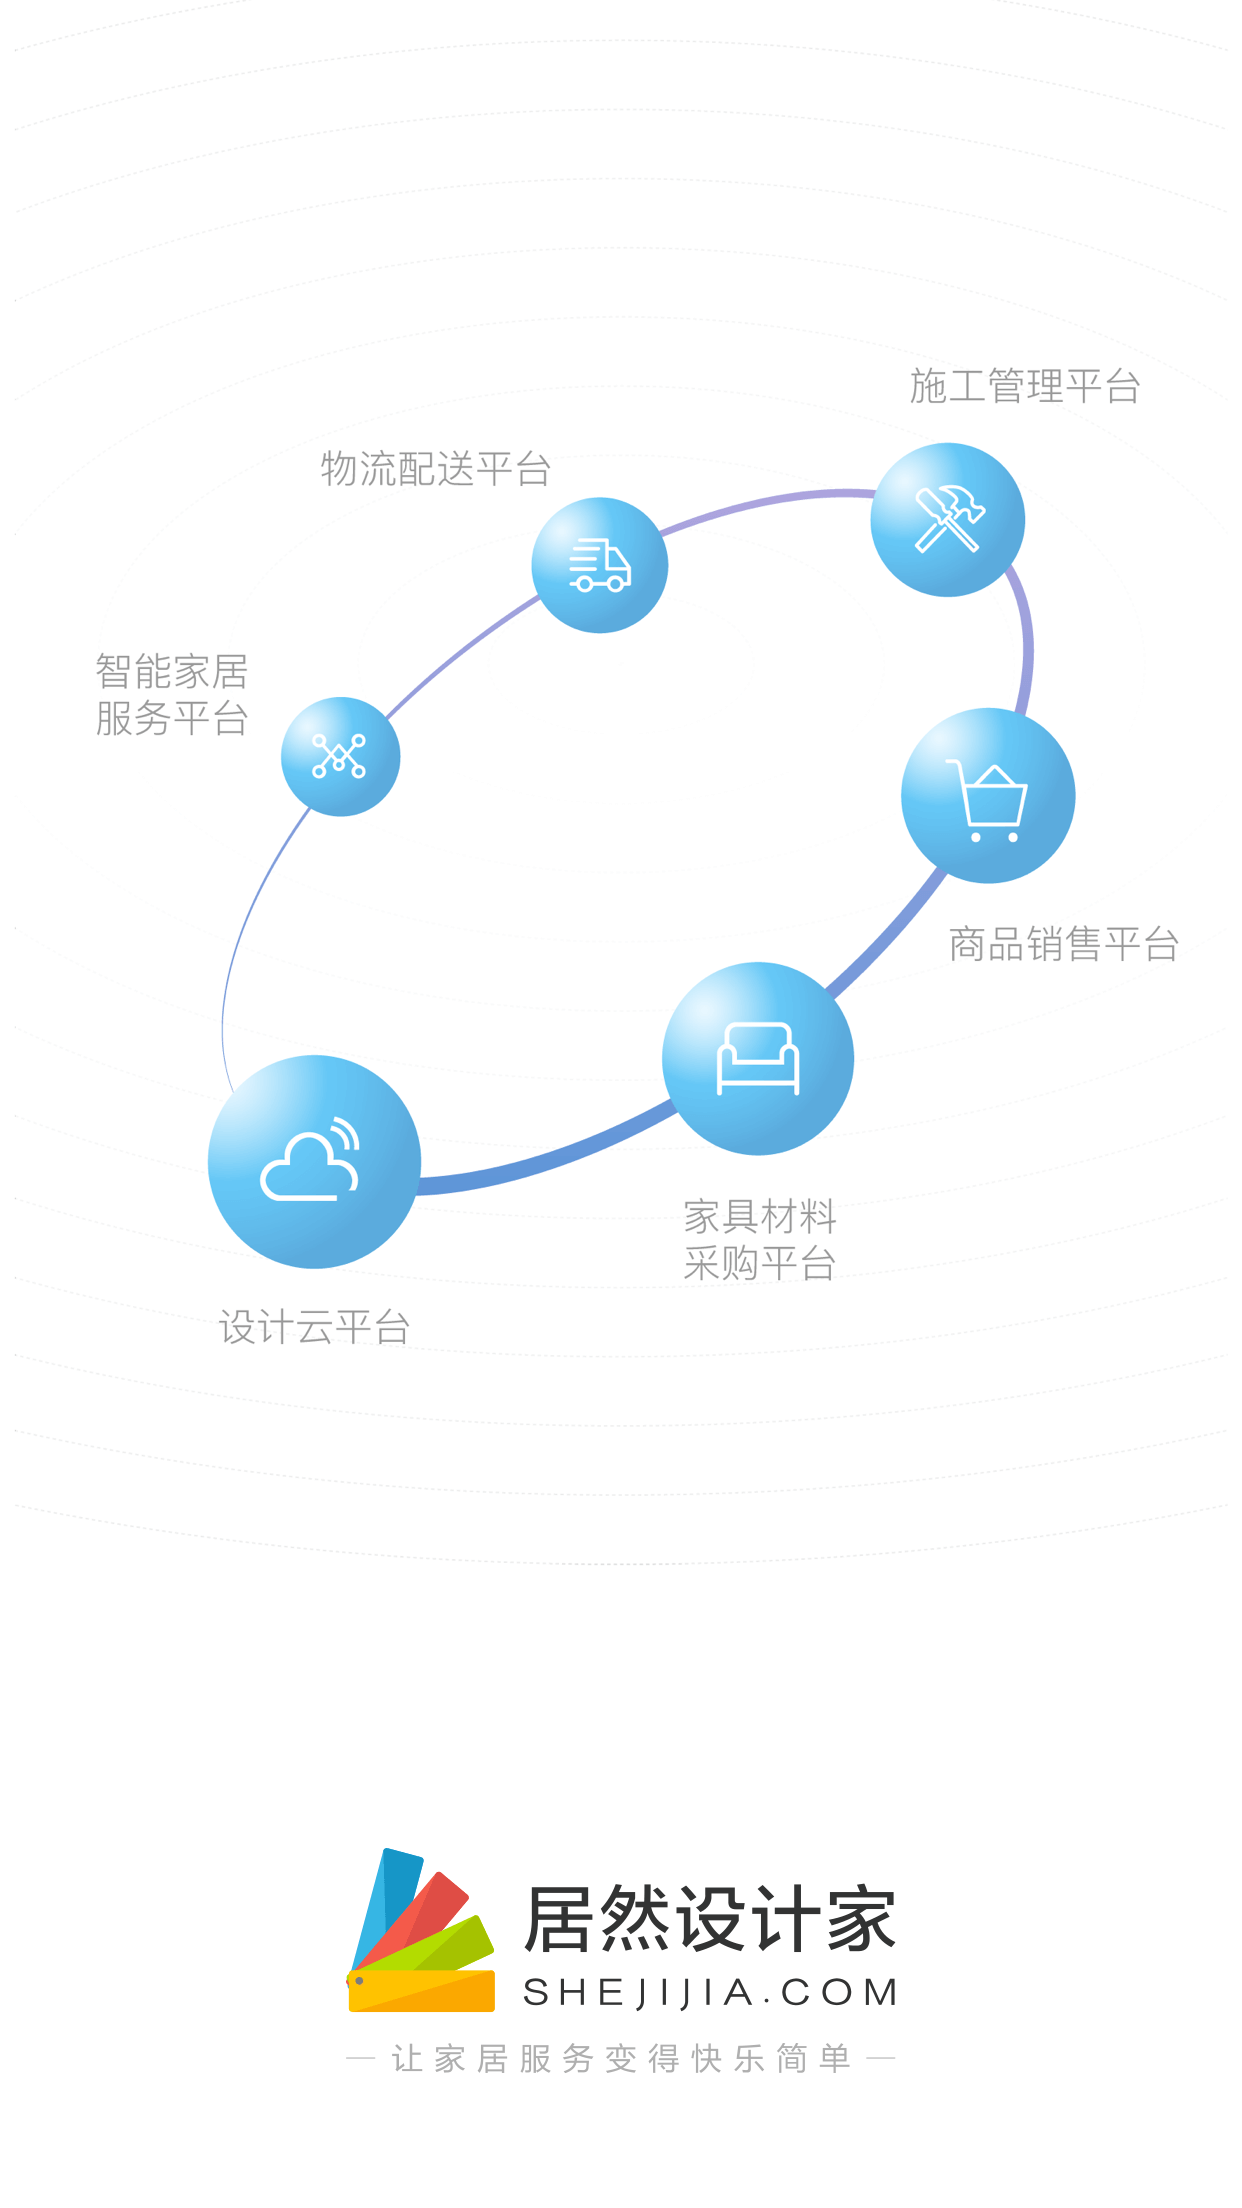 施工管理平台
物流配送平台
智能家居
服务平台
商品销售平台
家具材料
采购平台
设计云平台
居然设计家
SHEJIJIA.COM
让家居服务变得快乐简单